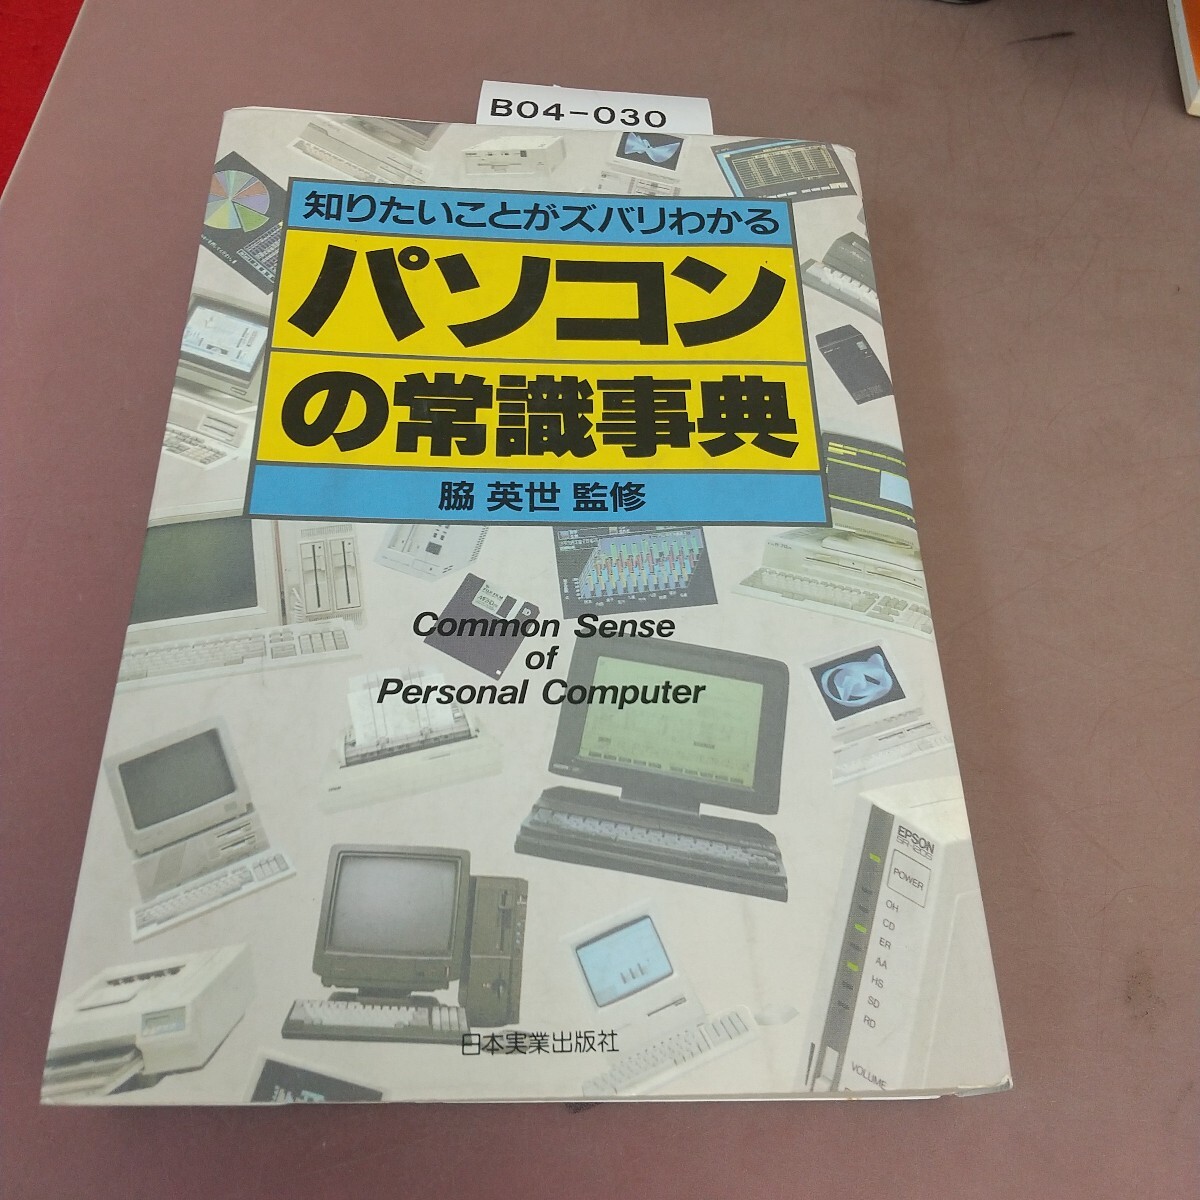 B04-030
知りたいことがズバリわかる
パソコン
の常識事典
脇 英世 監修
Common Sense
of
Personal Computer
EPSON
POWER
OH
CD
ER
AA
HS
SD
RD
VOLUME
日本実業出版社